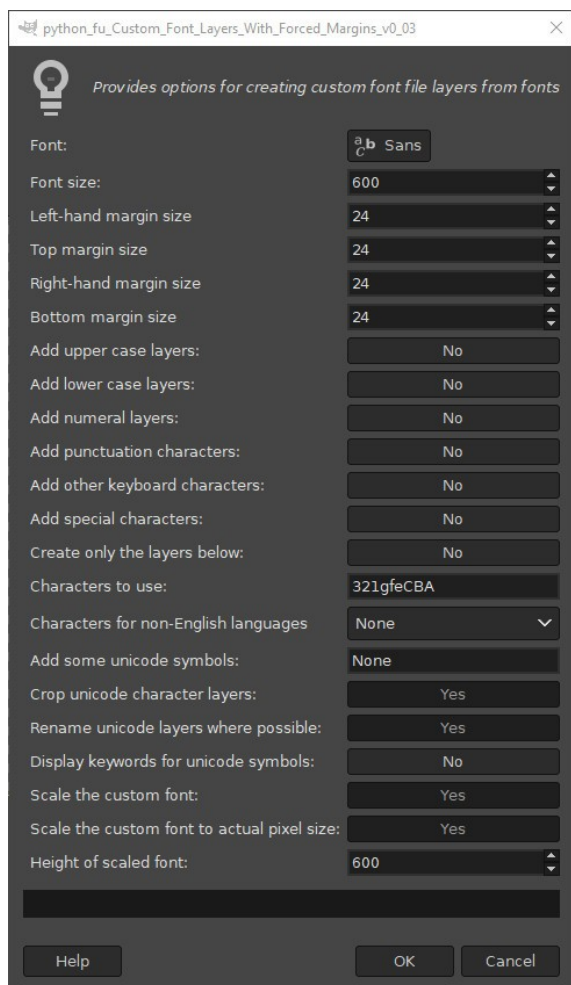 python_fu_Custom_Font_Layers_With_Forced_Margins_v0_03
Provides options for creating custom font file layers from fonts
Font: a b c Sans
Font size: 600
Left-hand margin size 24
Top margin size 24
Right-hand margin size 24
Bottom margin size 24
Add upper case layers: No
Add lower case layers: No
Add numeral layers: No
Add punctuation characters: No
Add other keyboard characters: No
Add special characters: No
Create only the layers below: No
Characters to use: 321gfeCBA
Characters for non-English languages None
Add some unicode symbols: None
Crop unicode character layers: Yes
Rename unicode layers where possible: Yes
Display keywords for unicode symbols: No
Scale the custom font: Yes
Scale the custom font to actual pixel size: Yes
Height of scaled font: 600
Help OK Cancel